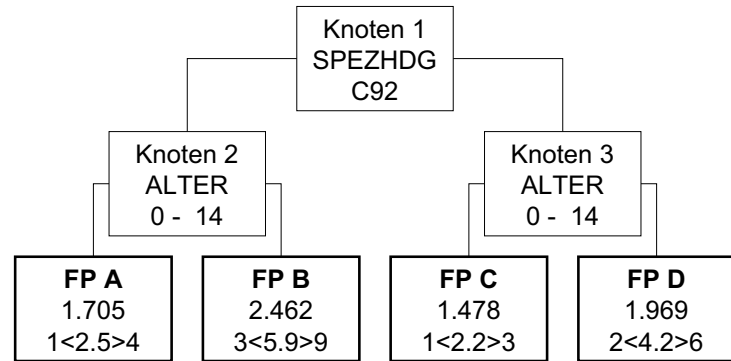 Knoten 1
SPEZHDG
C92
Knoten 2
ALTER
0 - 14
Knoten 3
ALTER
0 - 14
FP A
1.705
1<2.5>4
FP B
2.462
3<5.9>9
FP C
1.478
1<2.2>3
FP D
1.969
2<4.2>6